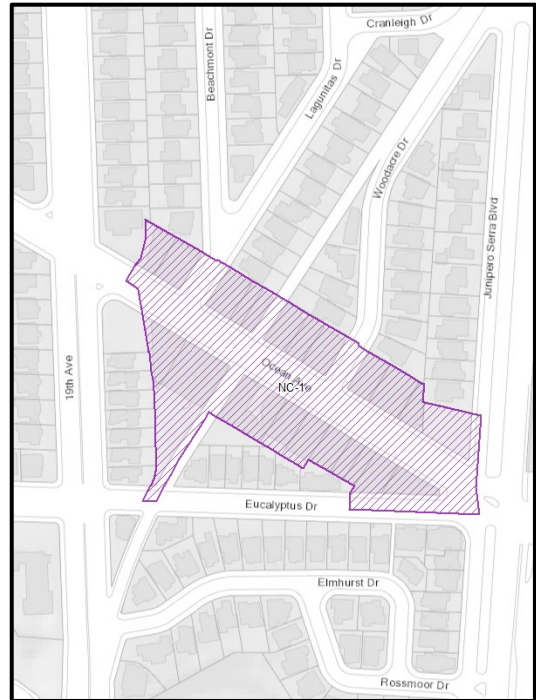 Cranleigh Dr
Beachmont Dr
Lagunitas Dr
Woodacre Dr
Junipero Serra Blvd
19th Ave
Ocean Ave
NC-1
Eucalyptus Dr
Elmhurst Dr
Rossmoor Dr